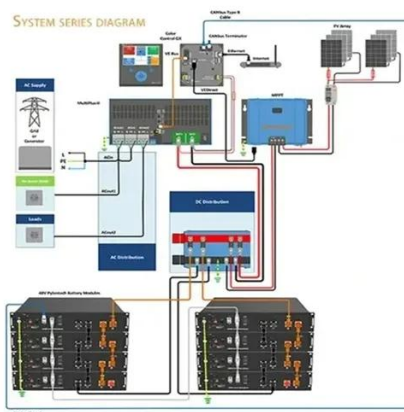 SYSTEM SERIES DIAGRAM
CANbus Type B
Cable
Color
Control GX
CANbus Terminator
PV Array
VE Bus
Ethernet
Internet
AC Supply
MultiPlus-II
VEDirect
MPPT
Grid
or
Generator
L
PE
N
ACin
ACout1
Loads
ACout2
DC Distribution
AC Distribution
48V Pylontech Battery Modules